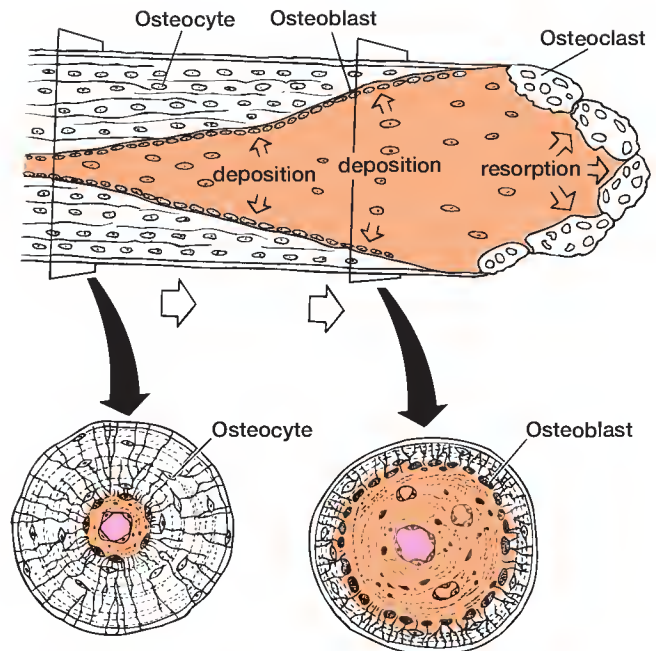 Osteocyte
Osteoblast
Osteoclast
deposition
deposition
resorption
Osteocyte
Osteoblast